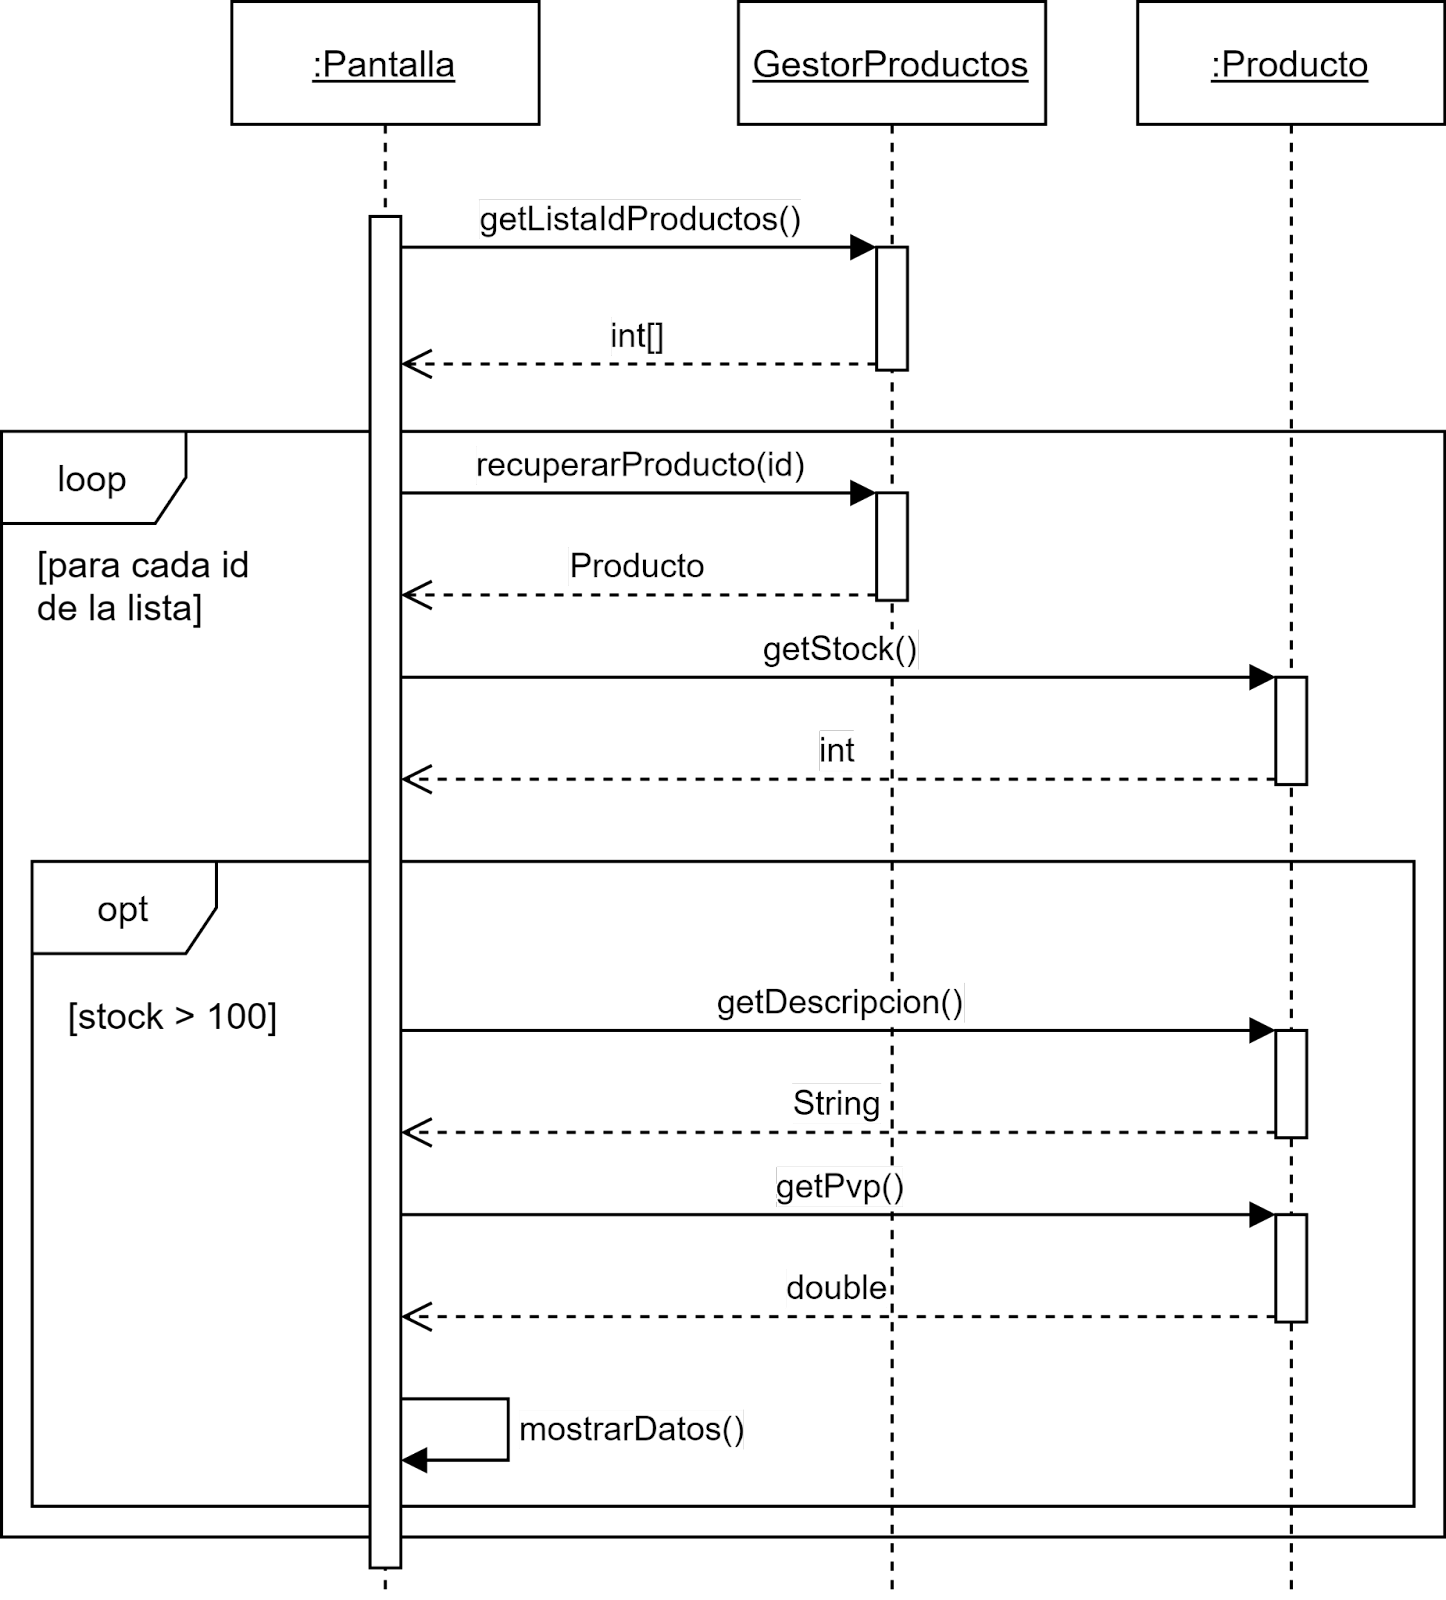 :Pantalla
GestorProductos
:Producto
getListaIdProductos()
int[]
loop
recuperarProducto(id)
[para cada id
de la lista]
Producto
getStock()
int
opt
[stock > 100]
getDescripcion()
String
getPvp()
double
mostrarDatos()